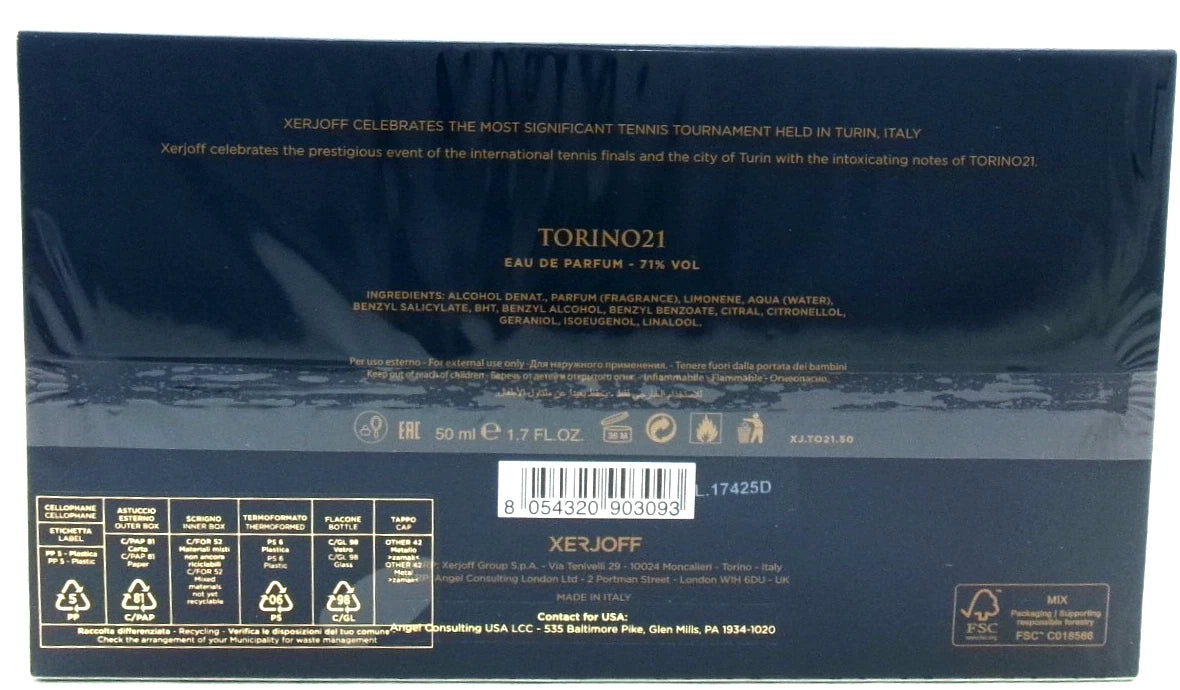 XERJOFF CELEBRATES THE MOST SIGNIFICANT TENNIS TOURNAMENT HELD IN TURIN, ITALY
Xerjoff celebrates the prestigious event of the international tennis finals and the city of Turin with the intoxicating notes of TORINO21.
TORINO21
EAU DE PARFUM - 71% VOL
INGREDIENTS: ALCOHOL DENAT., PARFUM (FRAGRANCE), LIMONENE, AQUA (WATER),
BENZYL SALICYLATE, BHT, BENZYL ALCOHOL, BENZYL BENZOATE, CITRAL, CITRONELLOL,
GERANIOL, ISOEUGENOL, LINALOOL.
Per uso esterno - For external use only -Для наружного применения. - Tenere fuori dalla portata dei bambini
Keep out of reach of children - Беречь от детей и открытого огня. - Infiammabile - Flammable - Огнеопасно.
EAC 50 ml e 1.7 FL.OZ. 36 M XJ.TO21.50
L.17425D
8 054320 903093
CELLOPHANE
CELLOPHANE
ETICHETTA
LABEL
PP 5 - Plastica
PP 5 - Plastic
5
PP
ASTUCCIO
ESTERNO
OUTER BOX
C/PAP 81
Carta
C/PAP 81
Paper
81
C/PAP
SCRIGNO
INNER BOX
C/FOR 52
Materiali misti
non ancora
riciclabili
C/FOR 52
Mixed
materials
not yet
recyclable
TERMOFORMATO
THERMOFORMED
PS 6
Plastica
PS 6
Plastic
06
PS
FLACONE
BOTTLE
C/GL 98
Vetro
C/GL 98
Glass
98
C/GL
TAPPO
CAP
OTHER 42
Metallo
>zamak<
OTHER 42
Metal
>zamak<
Raccolta differenziata - Recycling - Verifica le disposizioni del tuo comune
Check the arrangement of your Municipality for waste management
XERJOFF
RP: Xerjoff Group S.p.A. - Via Tenivelli 29 - 10024 Moncalieri - Torino - Italy
Angel Consulting London Ltd - 2 Portman Street - London W1H 6DU - UK
MADE IN ITALY
Contact for USA:
Angel Consulting USA LCC - 535 Baltimore Pike, Glen Mills, PA 1934-1020
FSC
MIX
Packaging | Supporting
responsible forestry
FSC™ C018568